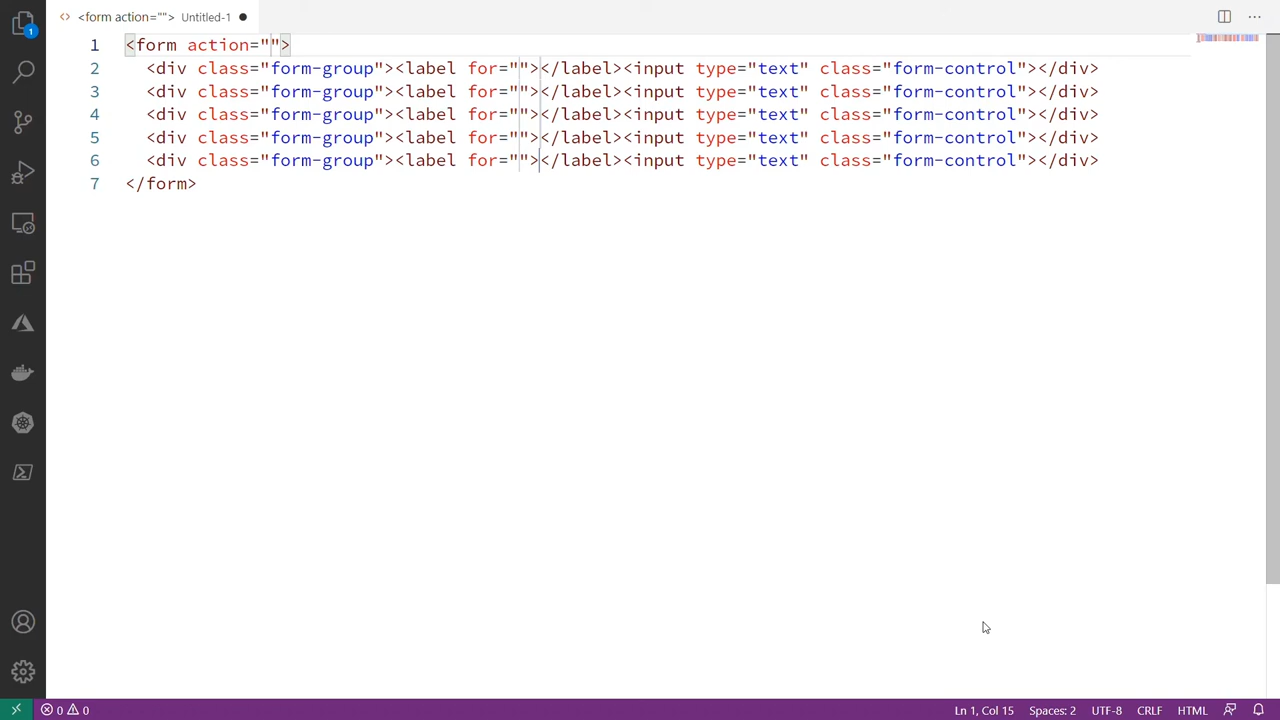 <form action=""> Untitled-1
1
1 <form action="">
2 <div class="form-group"><label for=""></label><input type="text" class="form-control"></div>
3 <div class="form-group"><label for=""></label><input type="text" class="form-control"></div>
4 <div class="form-group"><label for=""></label><input type="text" class="form-control"></div>
5 <div class="form-group"><label for=""></label><input type="text" class="form-control"></div>
6 <div class="form-group"><label for=""></label><input type="text" class="form-control"></div>
7 </form>
0 0 Ln 1, Col 15 Spaces: 2 UTF-8 CRLF HTML